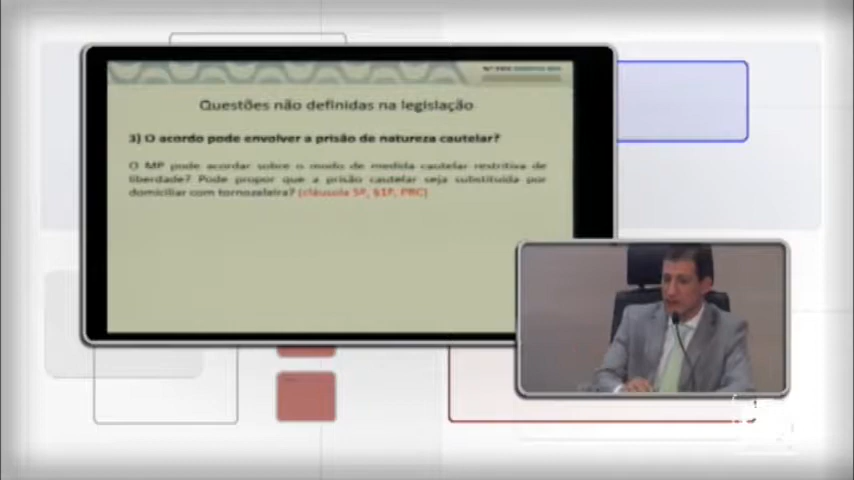 Questões não definidas na legislação
3) O acordo pode envolver a prisão de natureza cautelar?
O MP pode acordar sobre o modo de medida cautelar restritiva de
liberdade? Pode propor que a prisão cautelar seja substituída por
domiciliar com tornozeleira? (cláusula 5ª, §1º, PRC)